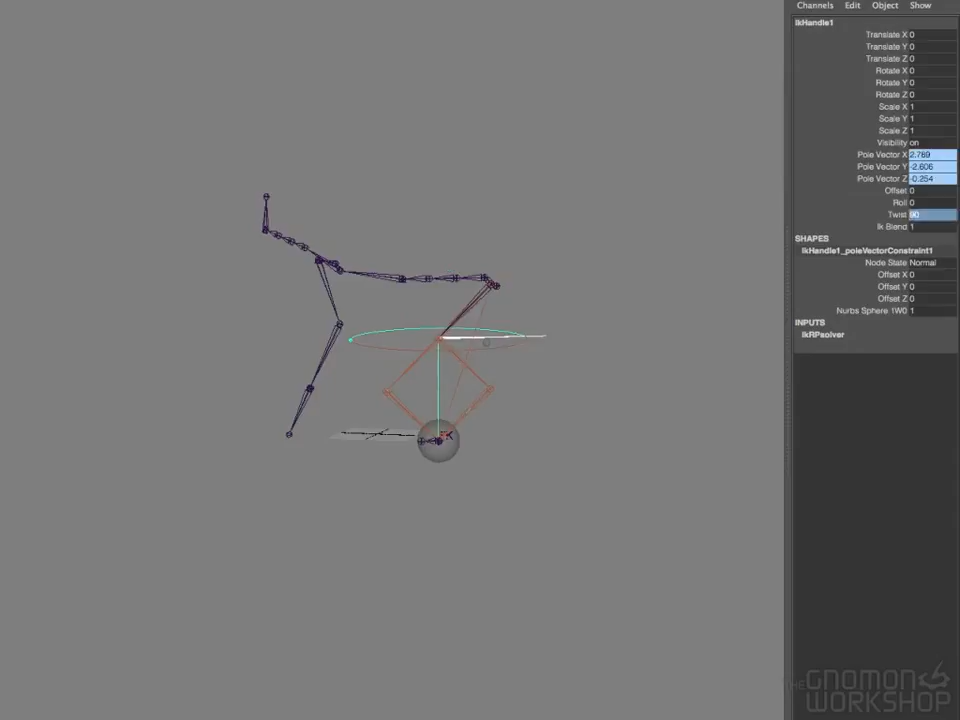 Channels Edit Object Show
IkHandle1
Translate X 0
Translate Y 0
Translate Z 0
Rotate X 0
Rotate Y 0
Rotate Z 0
Scale X 1
Scale Y 1
Scale Z 1
Visibility on
Pole Vector X 2.769
Pole Vector Y -2.606
Pole Vector Z -0.254
Offset 0
Roll 0
Twist 90
Ik Blend 1
SHAPES
IkHandle1_poleVectorConstraint1
Node State Normal
Offset X 0
Offset Y 0
Offset Z 0
Nurbs Sphere 1W0 1
INPUTS
IkRPsolver
THE GNOMON
WORKSHOP